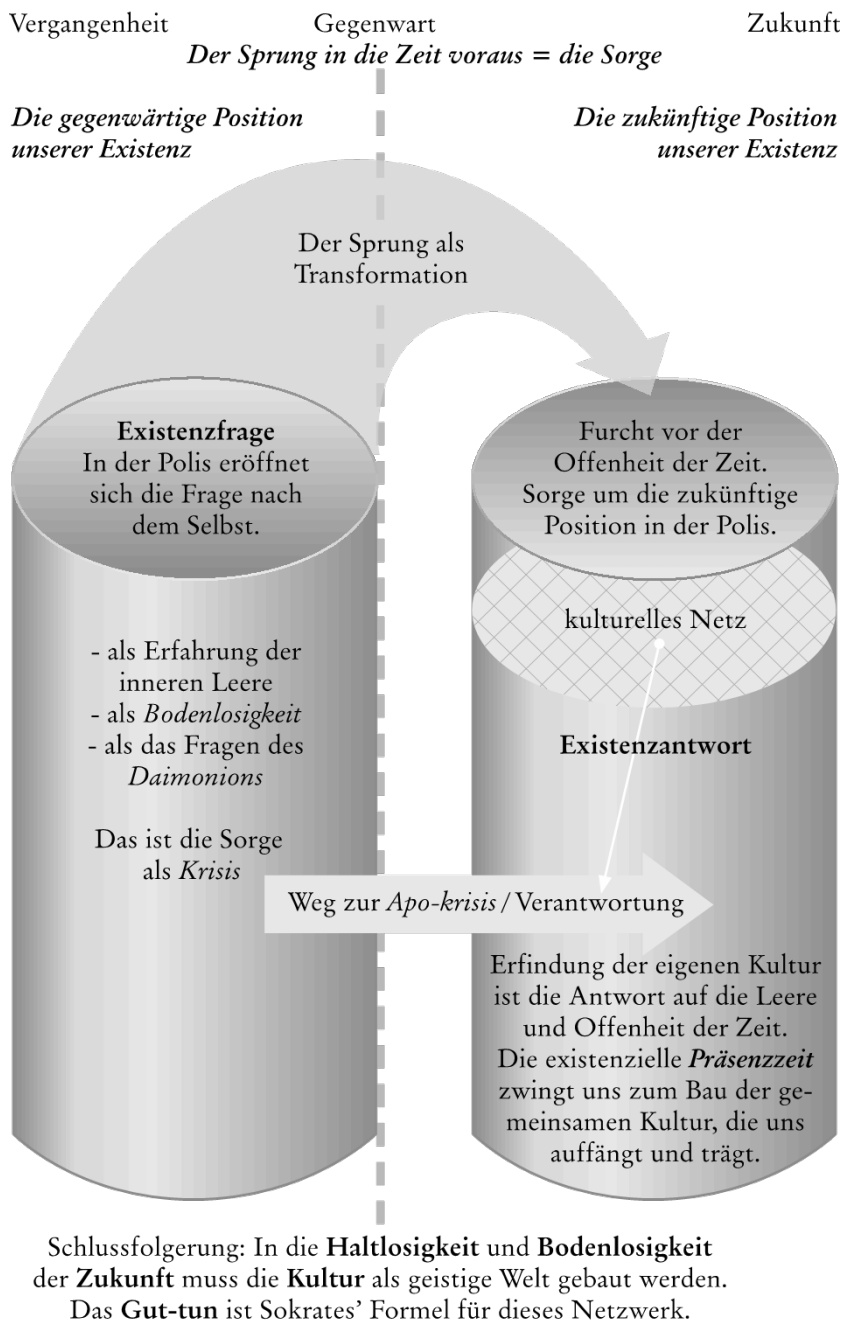 Vergangenheit Gegenwart Zukunft
Der Sprung in die Zeit voraus = die Sorge
Die gegenwärtige Position
unserer Existenz
Die zukünftige Position
unserer Existenz
Der Sprung als
Transformation
Existenzfrage
In der Polis eröffnet
sich die Frage nach
dem Selbst.
- als Erfahrung der
inneren Leere
- als Bodenlosigkeit
- als das Fragen des
Daimonions
Das ist die Sorge
als Krisis
Furcht vor der
Offenheit der Zeit.
Sorge um die zukünftige
Position in der Polis.
kulturelles Netz
Existenzantwort
Weg zur Apo-krisis / Verantwortung
Erfindung der eigenen Kultur
ist die Antwort auf die Leere
und Offenheit der Zeit.
Die existenzielle Präsenzzeit
zwingt uns zum Bau der ge-
meinsamen Kultur, die uns
auffängt und trägt.
Schlussfolgerung: In die Haltlosigkeit und Bodenlosigkeit
der Zukunft muss die Kultur als geistige Welt gebaut werden.
Das Gut-tun ist Sokrates’ Formel für dieses Netzwerk.